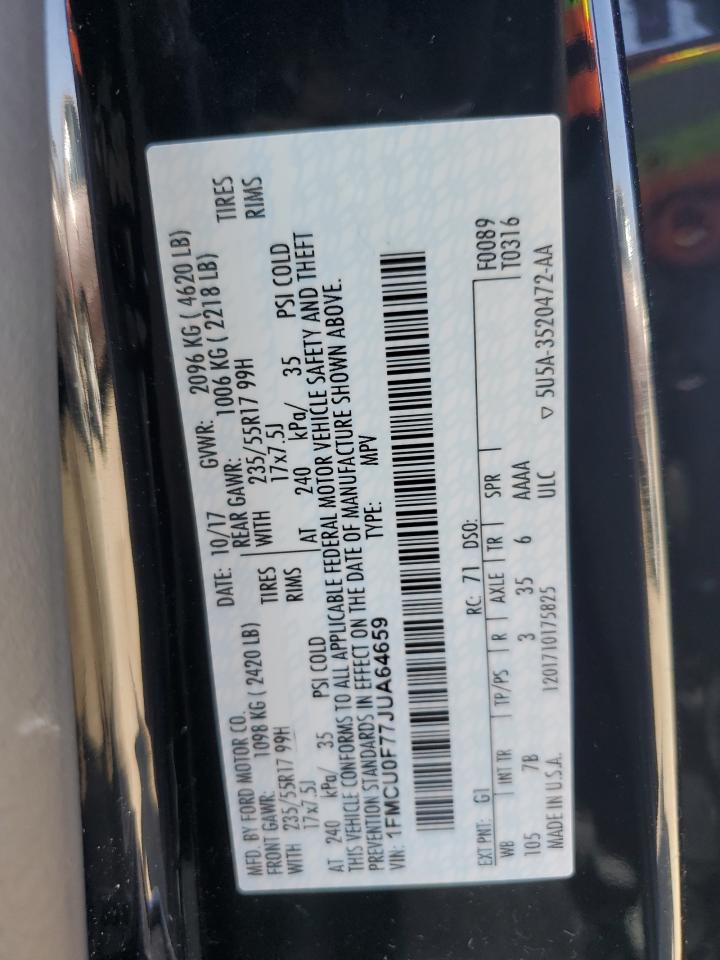 MFD. BY FORD MOTOR CO. DATE: 10/17 GVWR: 2096 KG ( 4620 LB)
FRONT GAWR: 1098 KG ( 2420 LB) REAR GAWR: 1006 KG ( 2218 LB)
WITH 235/55R17 99H TIRES WITH 235/55R17 99H TIRES
17x7.5J RIMS 17x7.5J RIMS
AT 240 kPa/ 35 PSI COLD AT 240 kPa/ 35 PSI COLD
THIS VEHICLE CONFORMS TO ALL APPLICABLE FEDERAL MOTOR VEHICLE SAFETY AND THEFT
PREVENTION STANDARDS IN EFFECT ON THE DATE OF MANUFACTURE SHOWN ABOVE.
VIN: 1FMCU0F77JUA64659 TYPE: MPV
EXT PNT: G1 RC: 71 DSO: F0089
WB INT TR TP/PS R AXLE TR SPR T0316
105 7B 3 35 6 AAAA
MADE IN U.S.A. 1201710175825 ULC ▽ 5U5A-3520472-AA